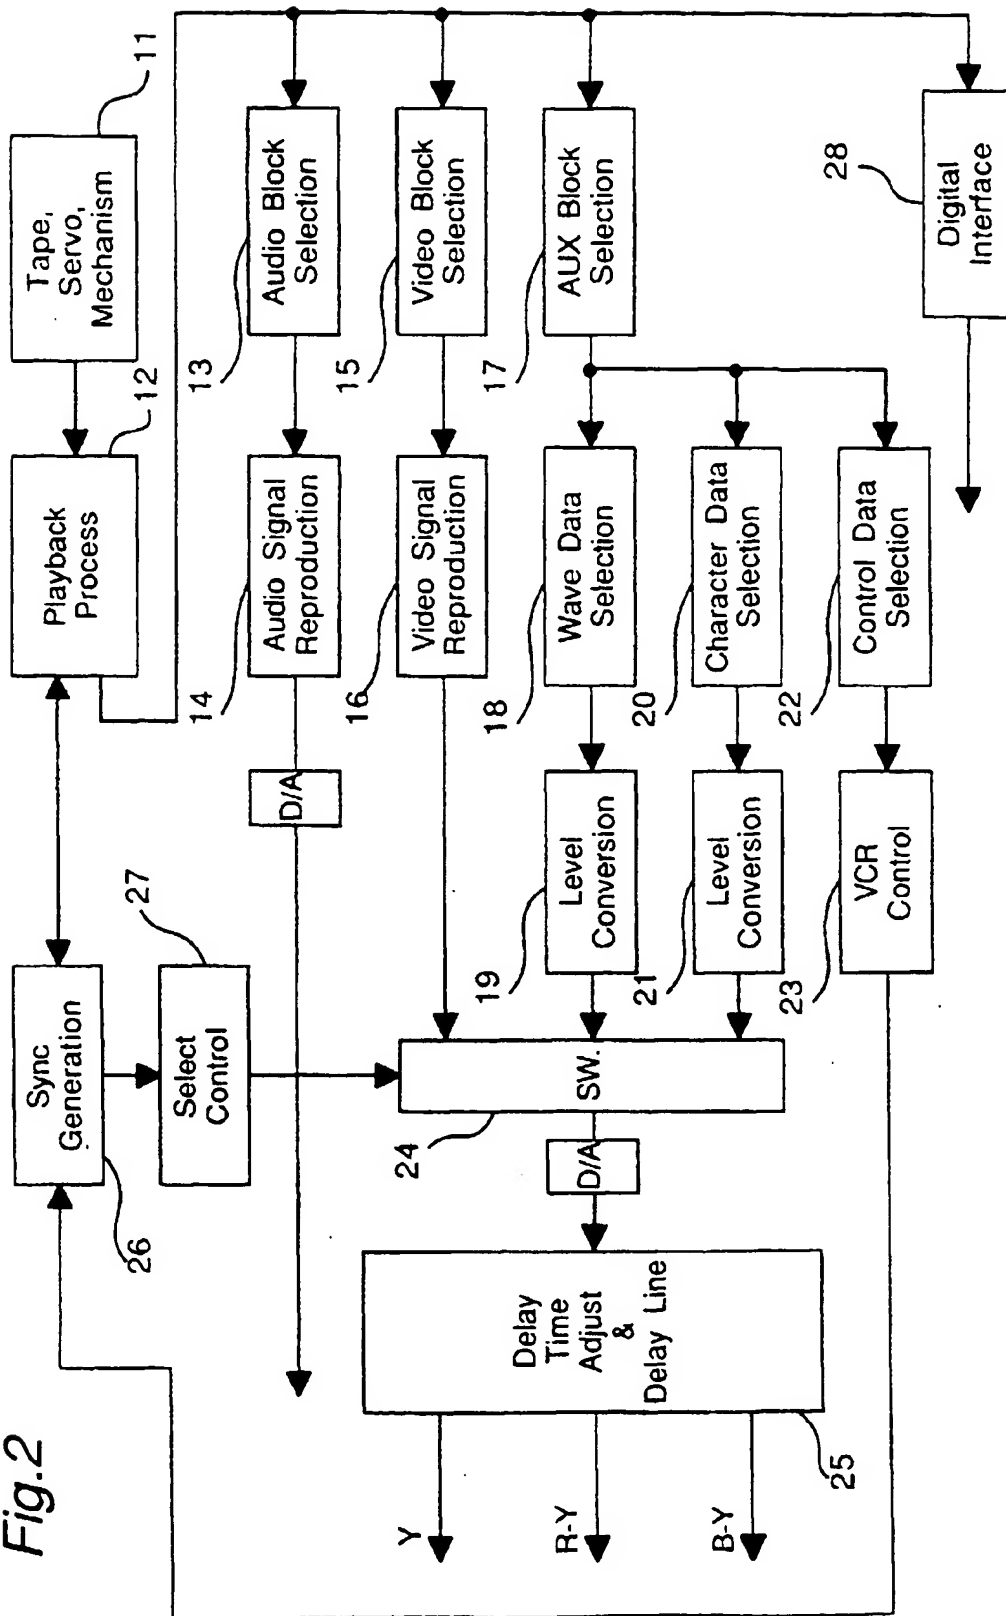 Fig.2
Tape,
Servo,
Mechanism
11
Playback
Process
12
Sync
Generation
26
Select
Control
27
Audio Block
Selection
13
Audio Signal
Reproduction
14
D/A
Video Block
Selection
15
Video Signal
Reproduction
16
AUX Block
Selection
17
Wave Data
Selection
18
Level
Conversion
19
Character Data
Selection
20
Level
Conversion
21
Control Data
Selection
22
VCR
Control
23
SW.
24
D/A
Delay
Time
Adjust
&
Delay Line
25
Y
R-Y
B-Y
Digital
Interface
28